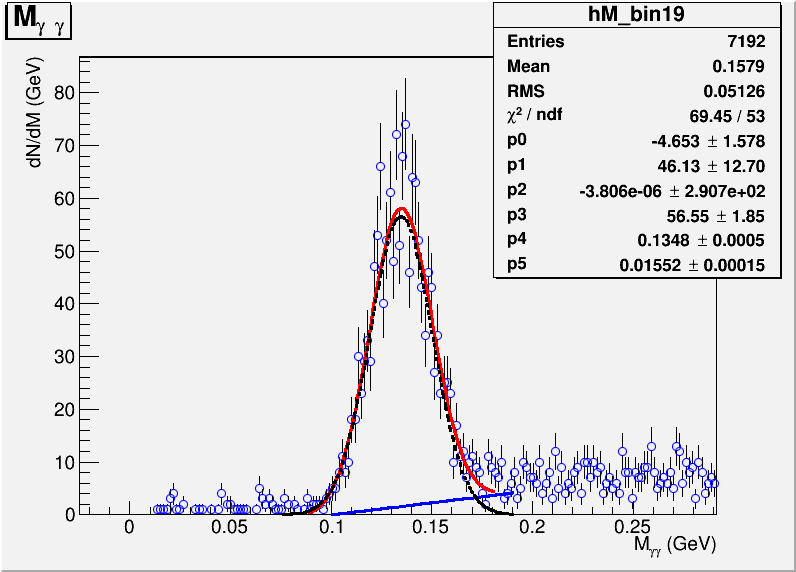 M γ γ
hM_bin19
Entries 7192
Mean 0.1579
RMS 0.05126
χ² / ndf 69.45 / 53
p0 -4.653 ± 1.578
p1 46.13 ± 12.70
p2 -3.806e-06 ± 2.907e+02
p3 56.55 ± 1.85
p4 0.1348 ± 0.0005
p5 0.01552 ± 0.00015
dN/dM (GeV)
80
70
60
50
40
30
20
10
0
0 0.05 0.1 0.15 0.2 0.25
Mγγ (GeV)